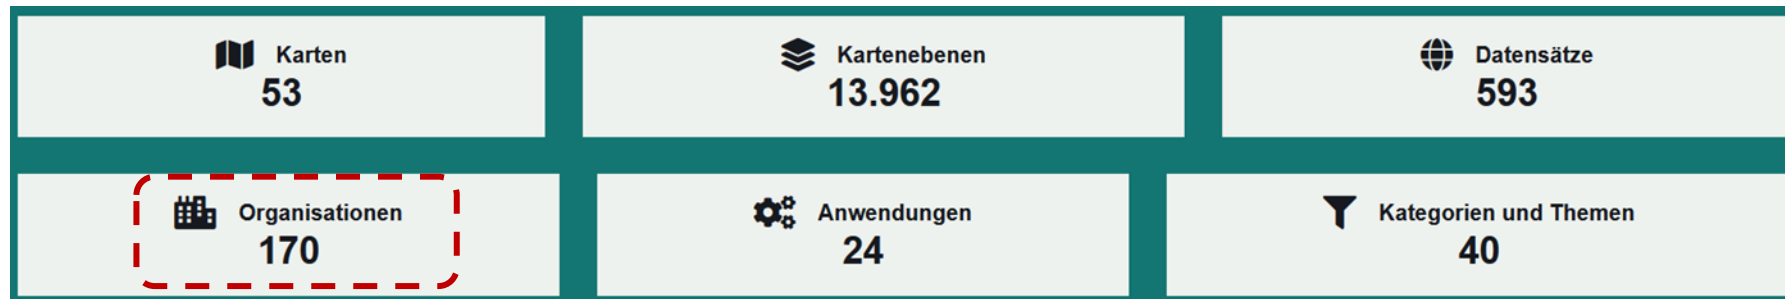 Karten
53
Kartenebenen
13.962
Datensätze
593
Organisationen
170
Anwendungen
24
Kategorien und Themen
40